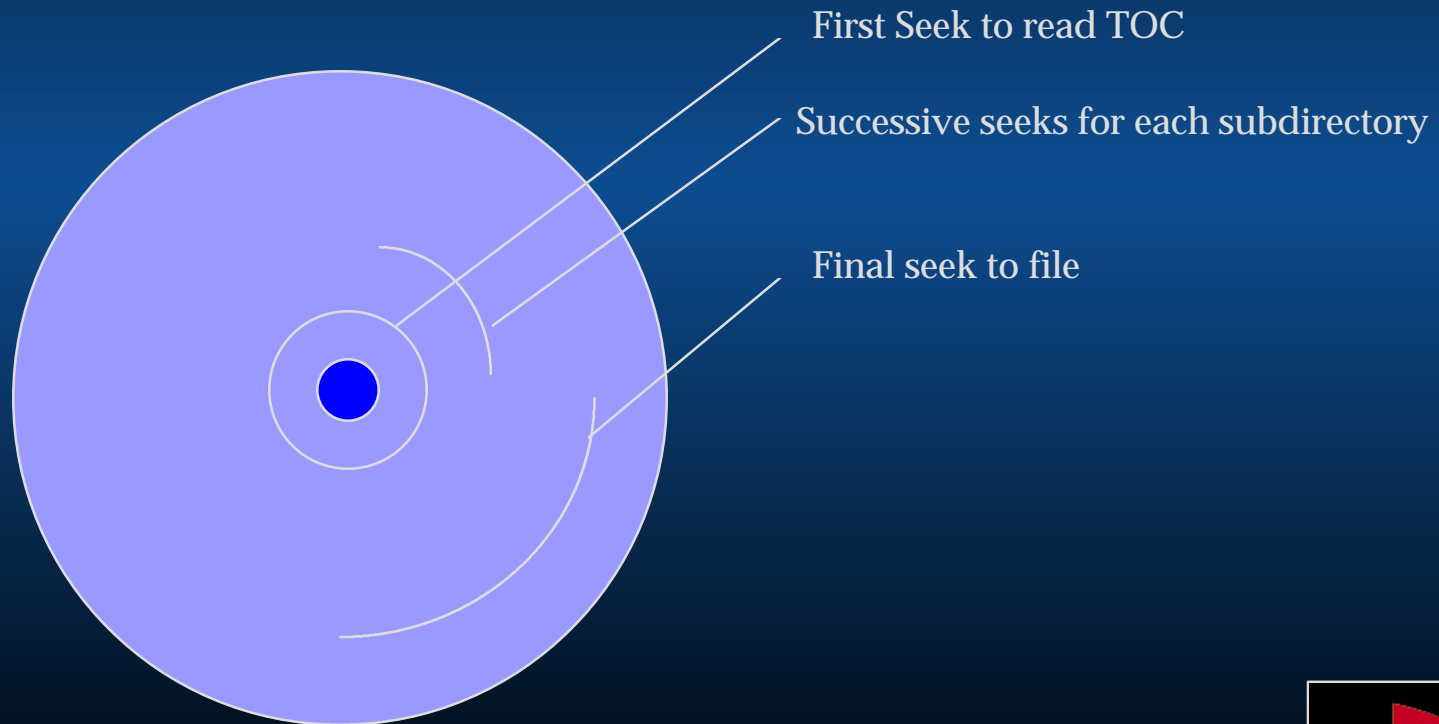 First Seek to read TOC
Successive seeks for each subdirectory
Final seek to file